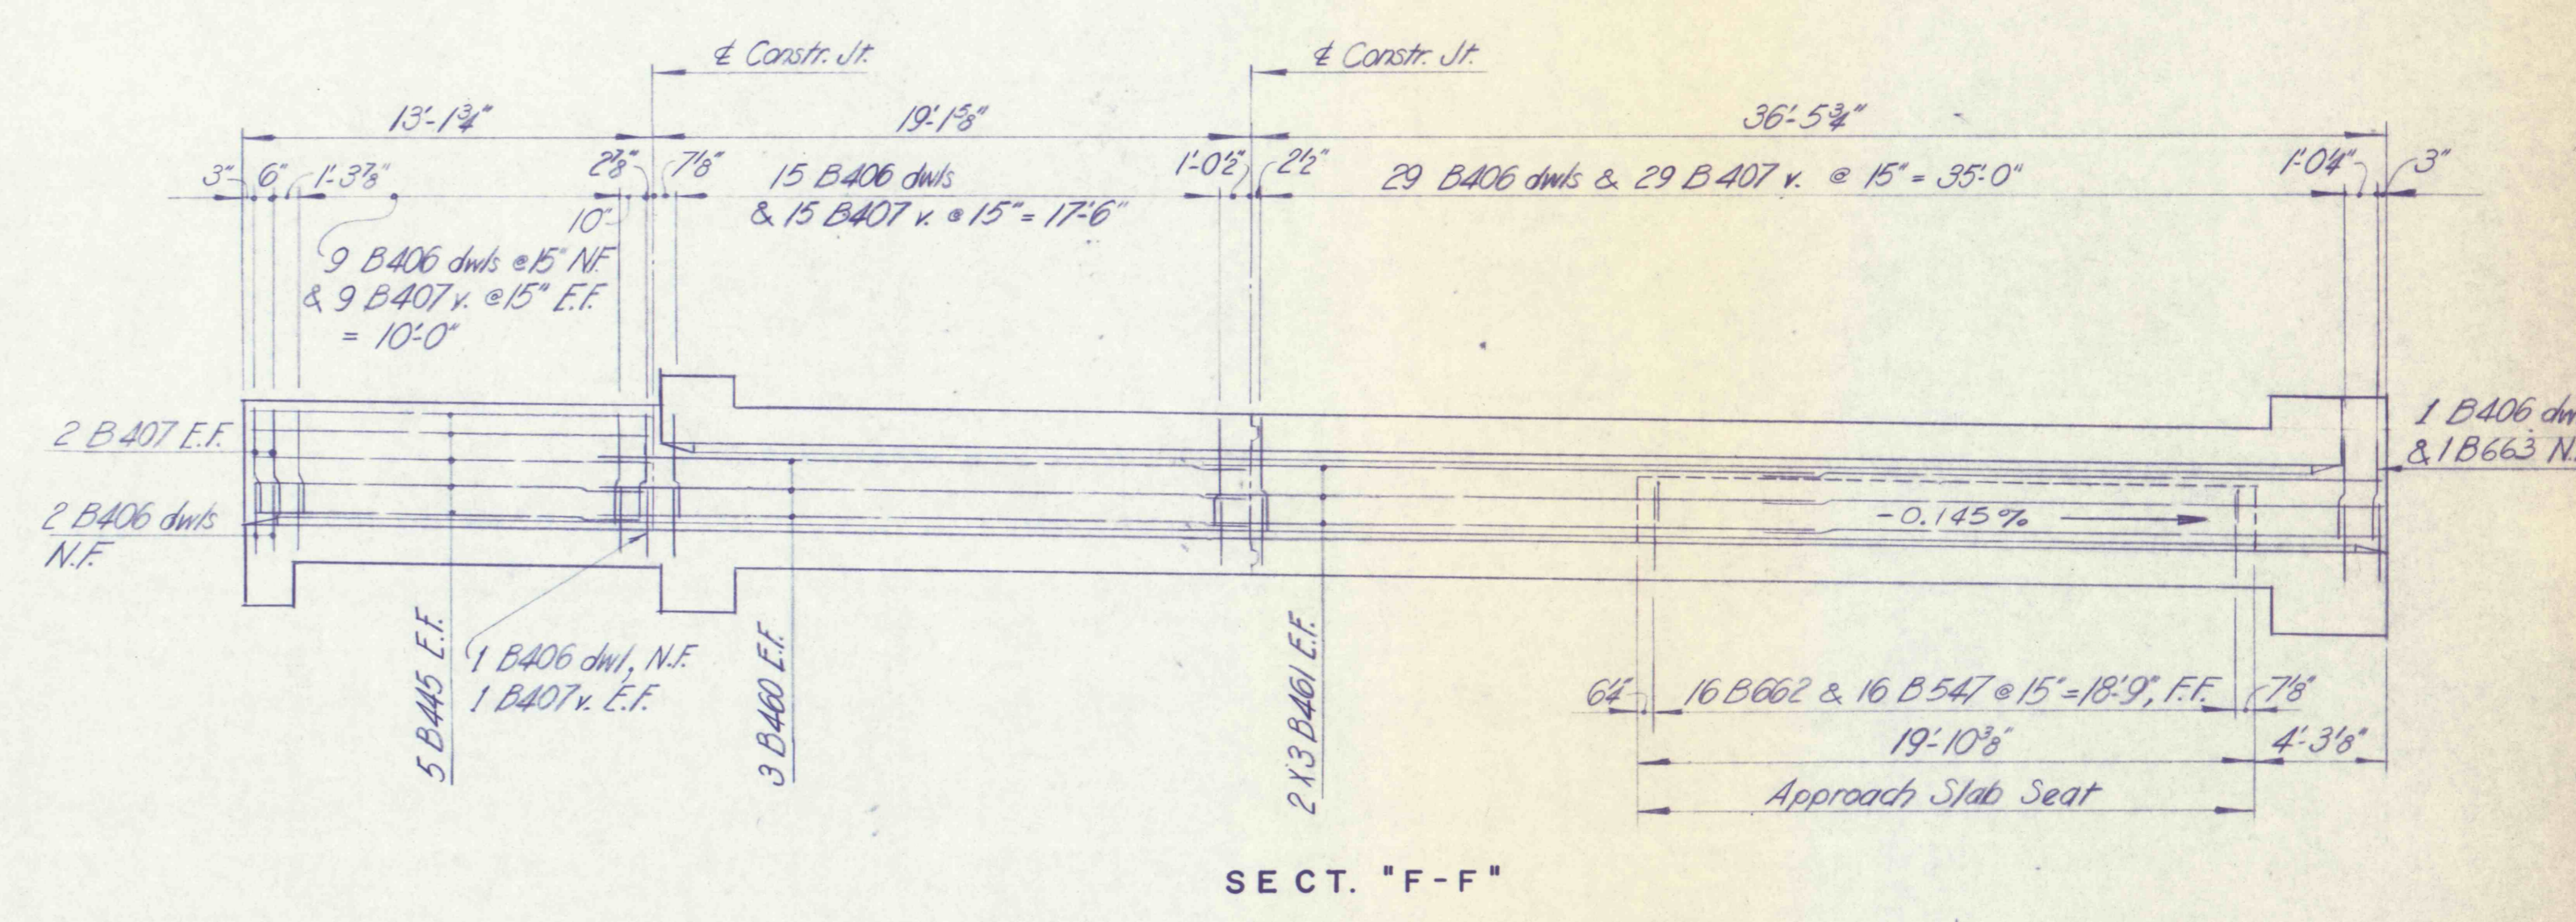 ⅊ Constr. Jt.
⅊ Constr. Jt.
13'-1¾"
19'-1⅝"
36'-5¾"
3"
6"
1'-3⅞"
2⅞"
7⅛"
15 B406 dwls
& 15 B407 v. @ 15" = 17'-6"
1'-0½"
2½"
29 B406 dwls & 29 B407 v. @ 15" = 35'-0"
1'-0¼"
3"
10"
9 B406 dwls @ 15" N.F.
& 9 B407 v. @ 15" E.F.
= 10'-0"
2 B407 E.F.
2 B406 dwls
N.F.
1 B406
& 1 B663
-0.145%
5 B445 E.F.
1 B406 dwl, N.F.
1 B407 v. E.F.
3 B460 E.F.
2 X 3 B461 E.F.
6¼"
16 B662 & 16 B547 @ 15" = 18'-9", F.F.
7⅛"
19'-10⅜"
4'-3⅛"
Approach Slab Seat
SECT. "F-F"